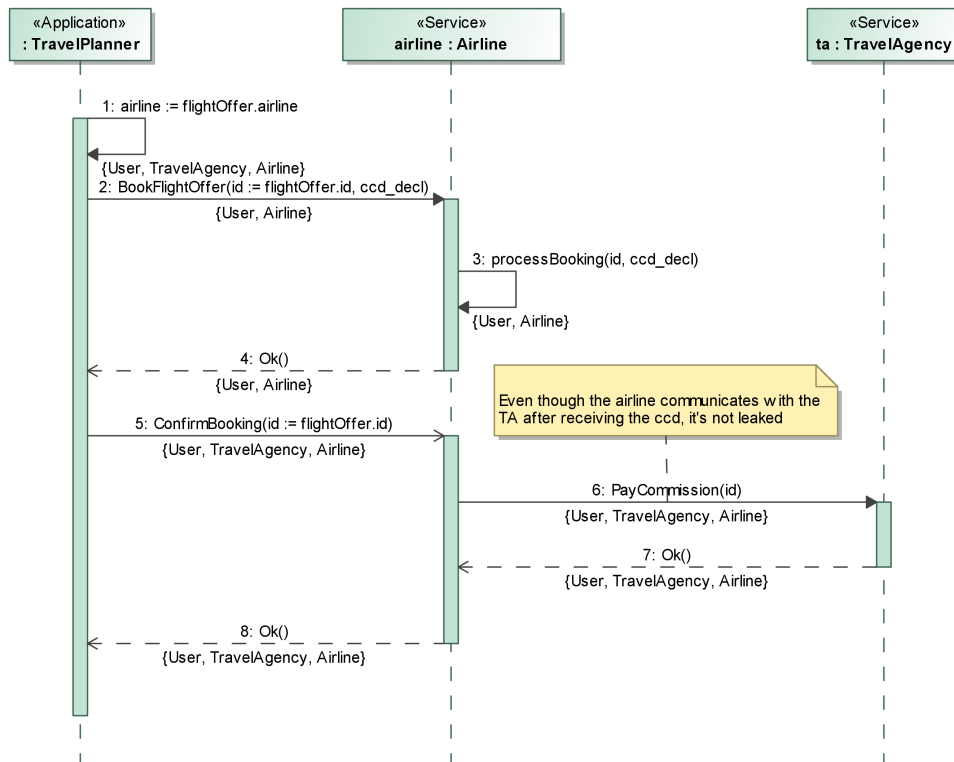 «Application»
: TravelPlanner
«Service»
airline : Airline
«Service»
ta : TravelAgency
1: airline := flightOffer.airline
{User, TravelAgency, Airline}
2: BookFlightOffer(id := flightOffer.id, ccd_decl)
{User, Airline}
3: processBooking(id, ccd_decl)
{User, Airline}
4: Ok()
{User, Airline}
Even though the airline communicates with the
TA after receiving the ccd, it's not leaked
5: ConfirmBooking(id := flightOffer.id)
{User, TravelAgency, Airline}
6: PayCommission(id)
{User, TravelAgency, Airline}
7: Ok()
{User, TravelAgency, Airline}
8: Ok()
{User, TravelAgency, Airline}